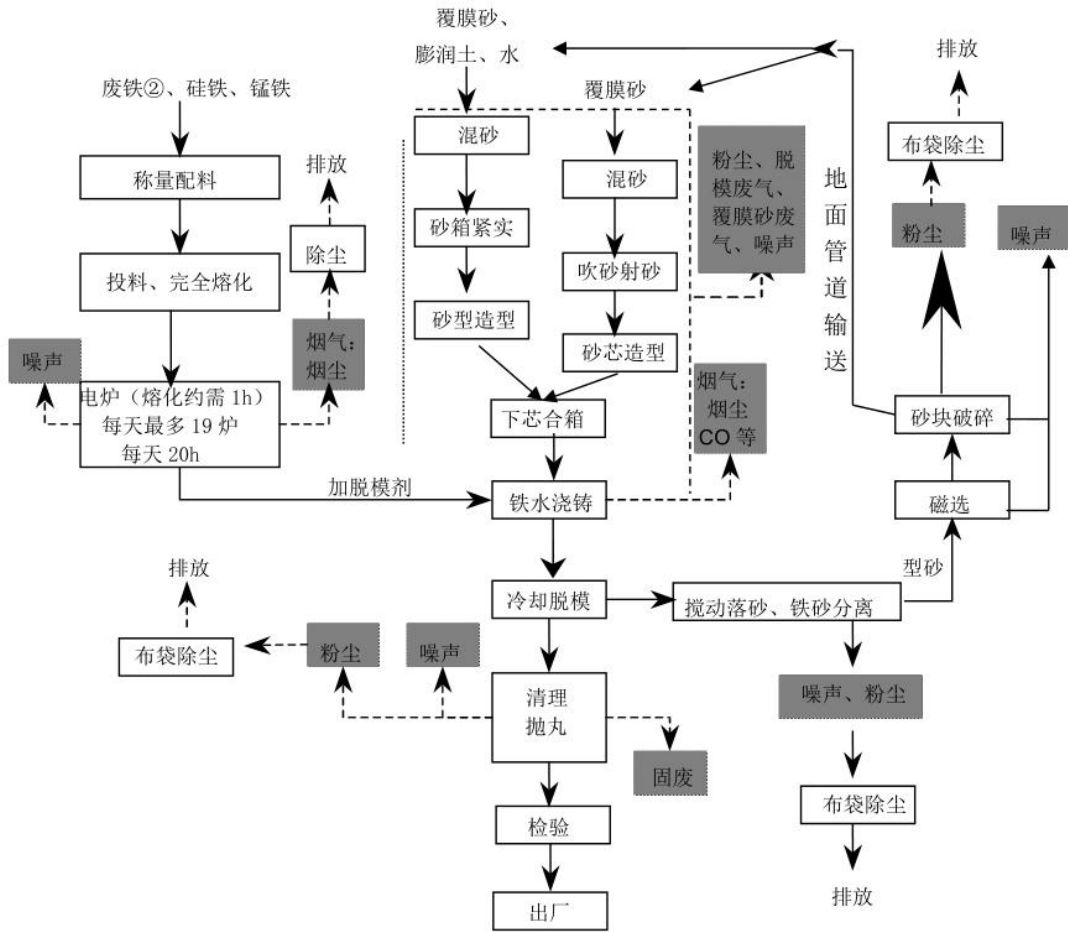 覆膜砂、
膨润土、水
废铁②、硅铁、锰铁
覆膜砂
排放
称量配料
投料、完全熔化
电炉（熔化约需1h）
每天最多19炉
每天20h
噪声
烟气：
烟尘
除尘
排放
混砂
砂箱紧实
砂型造型
混砂
吹砂射砂
砂芯造型
下芯合箱
粉尘、脱
模废气、
覆膜砂废
气、噪声
烟气：
烟尘
CO等
地
面
管
道
输
送
布袋除尘
粉尘
噪声
砂块破碎
磁选
型砂
加脱模剂
铁水浇铸
冷却脱模
搅动落砂、铁砂分离
排放
布袋除尘
粉尘
噪声
清理
抛丸
固废
噪声、粉尘
布袋除尘
排放
检验
出厂